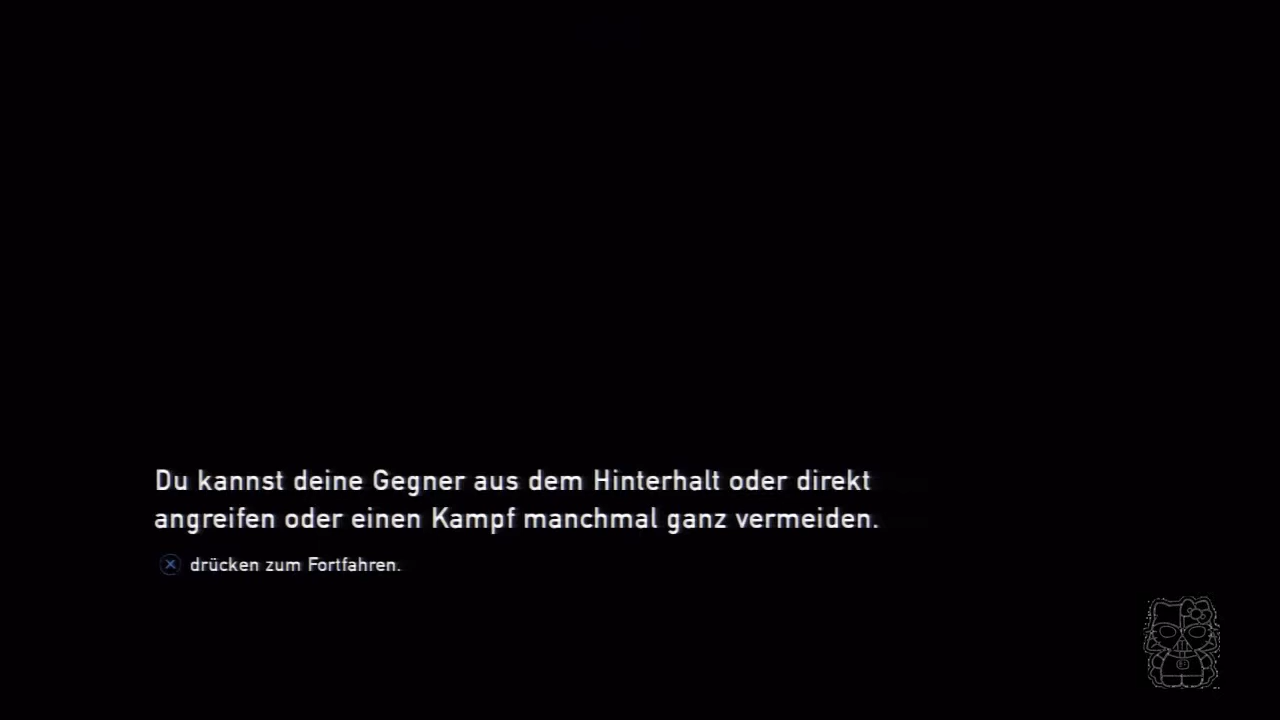 Du kannst deine Gegner aus dem Hinterhalt oder direkt
angreifen oder einen Kampf manchmal ganz vermeiden.
drücken zum Fortfahren.